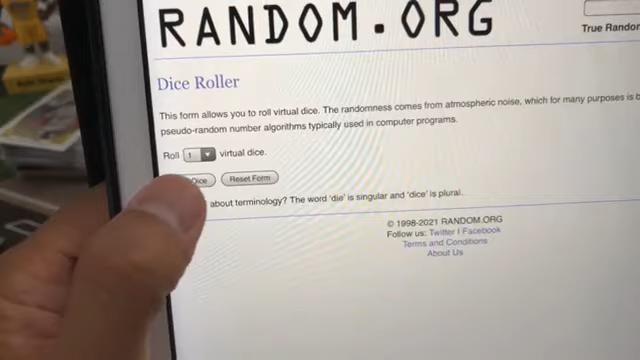 RANDOM.ORG
True Random
Dice Roller
This form allows you to roll virtual dice. The randomness comes from atmospheric noise, which for many purposes is b
pseudo-random number algorithms typically used in computer programs.
Roll 1 virtual dice.
Dice Reset Form
about terminology? The word 'die' is singular and 'dice' is plural.
© 1998-2021 RANDOM.ORG
Follow us: Twitter | Facebook
Terms and Conditions
About Us